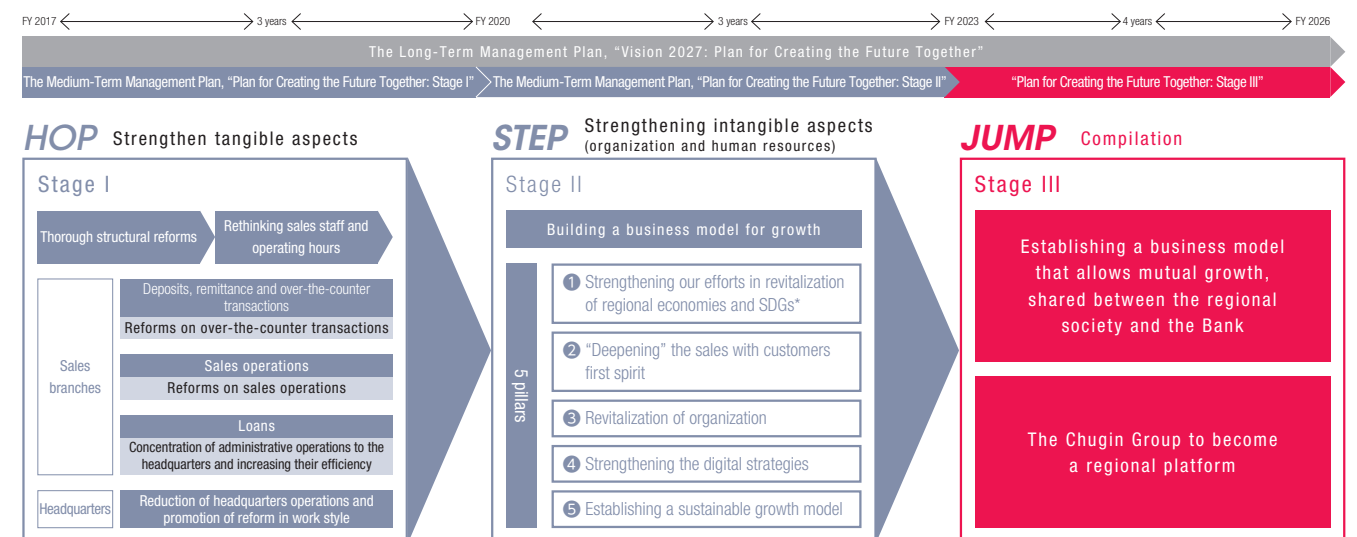 FY 2017 3 years FY 2020 3 years FY 2023 4 years FY 2026
The Long-Term Management Plan, “Vision 2027: Plan for Creating the Future Together”
The Medium-Term Management Plan, “Plan for Creating the Future Together: Stage I”
The Medium-Term Management Plan, “Plan for Creating the Future Together: Stage II”
“Plan for Creating the Future Together: Stage III”
HOP Strengthen tangible aspects
Stage I
Thorough structural reforms
Rethinking sales staff and
operating hours
Sales
branches
Deposits, remittance and over-the-counter
transactions
Reforms on over-the-counter transactions
Sales operations
Reforms on sales operations
Loans
Concentration of administrative operations to the
headquarters and increasing their efficiency
Headquarters
Reduction of headquarters operations and
promotion of reform in work style
STEP Strengthening intangible aspects
(organization and human resources)
Stage II
Building a business model for growth
5 pillars
❶ Strengthening our efforts in revitalization
of regional economies and SDGs*
❷ “Deepening” the sales with customers
first spirit
❸ Revitalization of organization
❹ Strengthening the digital strategies
❺ Establishing a sustainable growth model
JUMP Compilation
Stage III
Establishing a business model
that allows mutual growth,
shared between the regional
society and the Bank
The Chugin Group to become
a regional platform